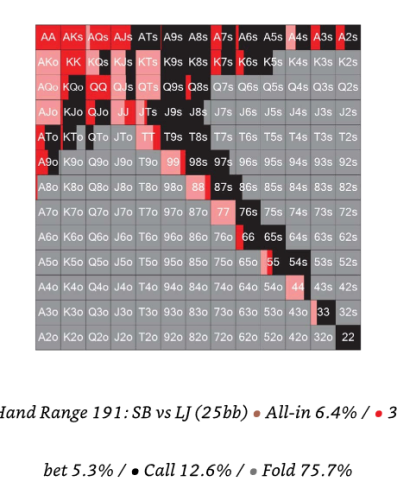 AA AKs AQs AJs ATs A9s A8s A7s A6s A5s A4s A3s A2s
AKo KK KQs KJs KTs K9s K8s K7s K6s K5s K4s K3s K2s
AQo KQo QQ QJs QTs Q9s Q8s Q7s Q6s Q5s Q4s Q3s Q2s
AJo KJo QJo JJ JTs J9s J8s J7s J6s J5s J4s J3s J2s
ATo KTo QTo JTo TT T9s T8s T7s T6s T5s T4s T3s T2s
A9o K9o Q9o J9o T9o 99 98s 97s 96s 95s 94s 93s 92s
A8o K8o Q8o J8o T8o 98o 88 87s 86s 85s 84s 83s 82s
A7o K7o Q7o J7o T7o 97o 87o 77 76s 75s 74s 73s 72s
A6o K6o Q6o J6o T6o 96o 86o 76o 66 65s 64s 63s 62s
A5o K5o Q5o J5o T5o 95o 85o 75o 65o 55 54s 53s 52s
A4o K4o Q4o J4o T4o 94o 84o 74o 64o 54o 44 43s 42s
A3o K3o Q3o J3o T3o 93o 83o 73o 63o 53o 43o 33 32s
A2o K2o Q2o J2o T2o 92o 82o 72o 62o 52o 42o 32o 22
Hand Range 191: SB vs LJ (25bb) • All-in 6.4% / • 3
bet 5.3% / • Call 12.6% / • Fold 75.7%